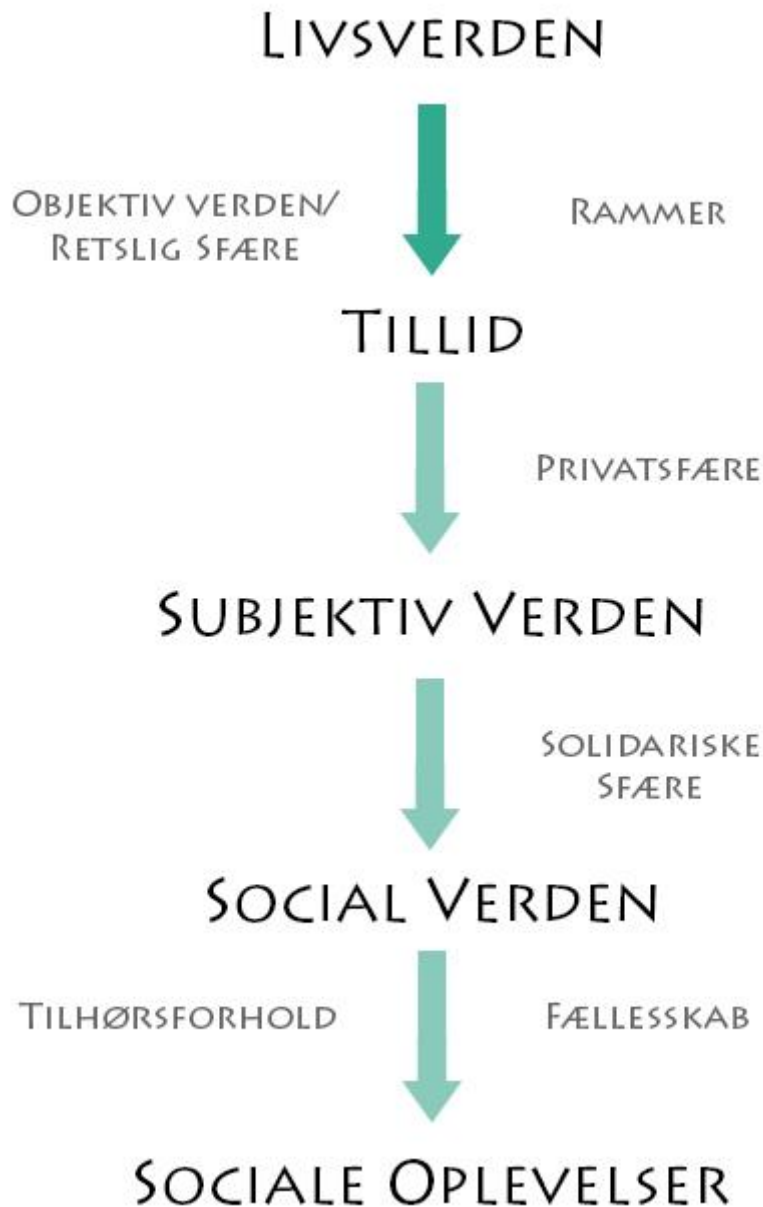 Livsverden
Objektiv verden/
Retslig Sfære
Rammer
Tillid
Privatsfære
Subjektiv Verden
Solidariske
Sfære
Social Verden
Tilhørsforhold
Fællesskab
Sociale Oplevelser